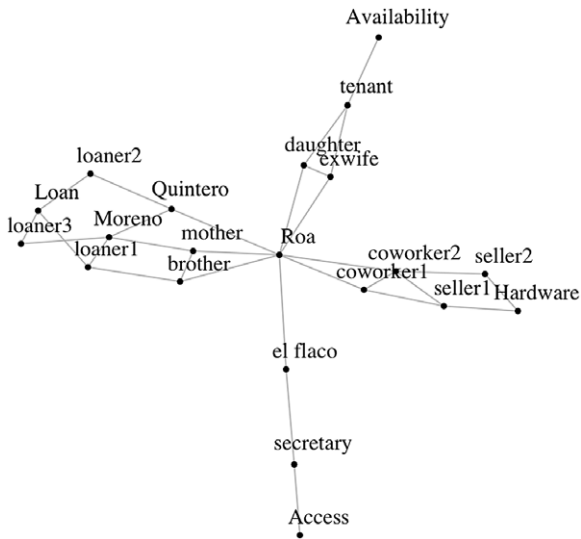 Availability
tenant
daughter
exwife
loaner2
Loan
Quintero
loaner3
Moreno
mother
Roa
loaner1
brother
coworker2
seller2
coworker1
seller1
Hardware
el flaco
secretary
Access